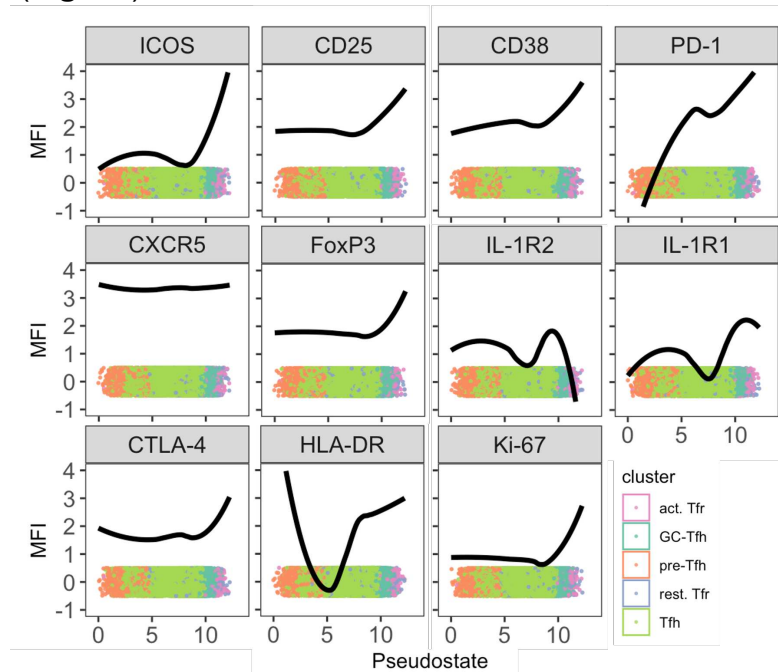 ICOS CD25 CD38 PD-1
MFI
4
3
2
1
0
-1
CXCR5 FoxP3 IL-1R2 IL-1R1
4
3
2
1
0
-1
0 5 10
CTLA-4 HLA-DR Ki-67
MFI
4
3
2
1
0
-1
0 5 10 0 5 10 0 5 10
Pseudostate
cluster
act. Tfr
GC-Tfh
pre-Tfh
rest. Tfr
Tfh